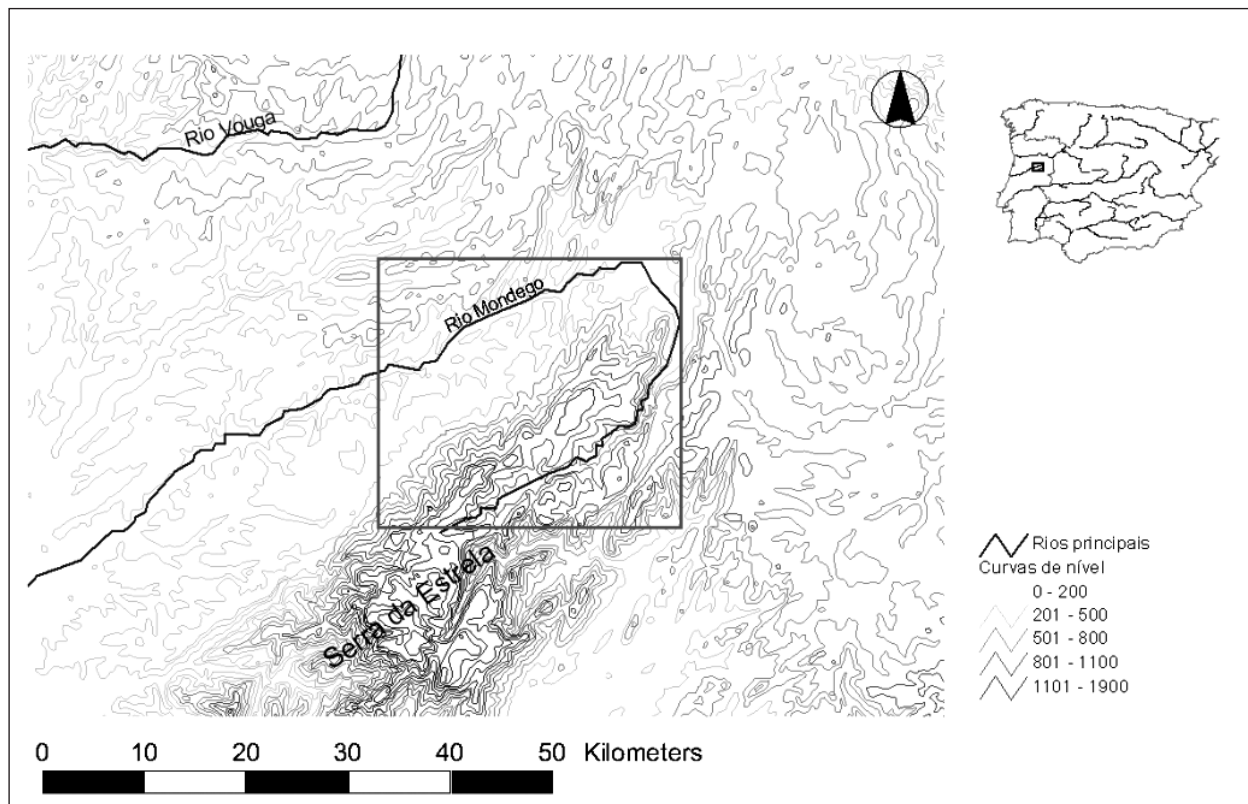 Rio Vouga
Rio Mondego
Serra da Estrela
Rios principais
Curvas de nível
0 - 200
201 - 500
501 - 800
801 - 1100
1101 - 1900
0 10 20 30 40 50 Kilometers